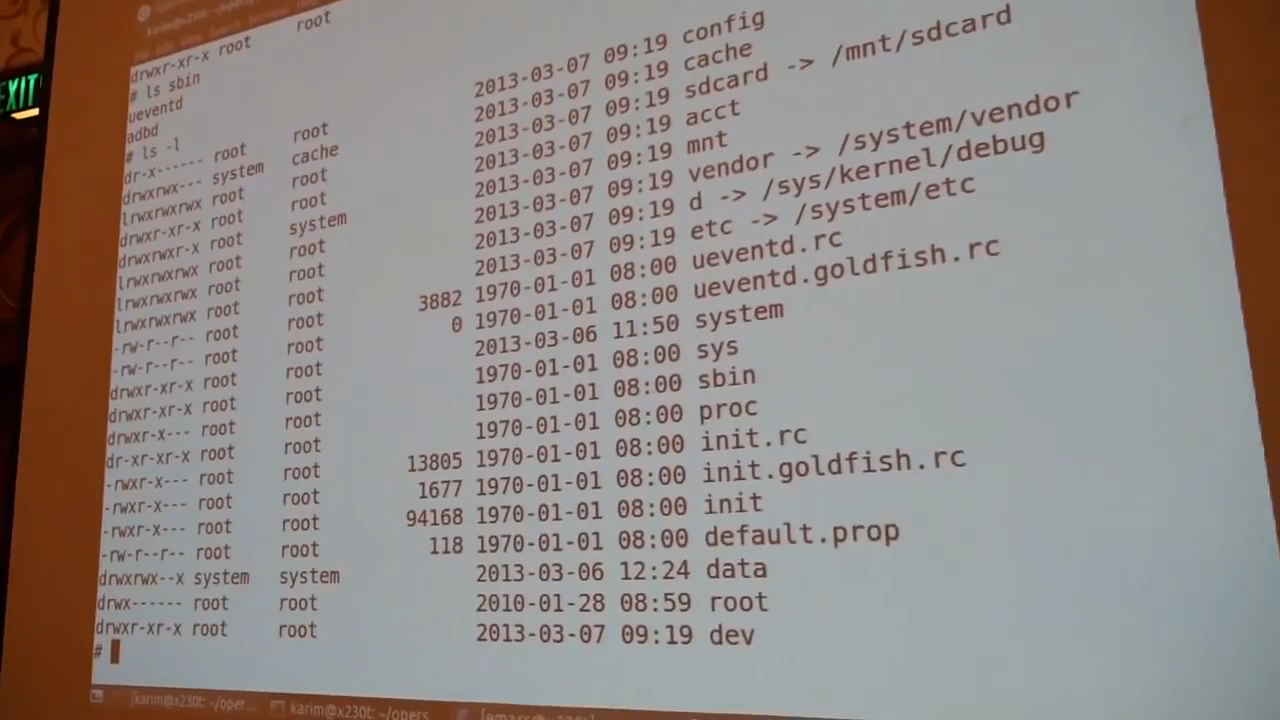 EXIT
drwxr-xr-x root root
# ls sbin
ueventd
adbd
# ls -l
dr-x------ root root 2013-03-07 09:19 config
drwxrwx--- system cache 2013-03-07 09:19 cache
lrwxrwxrwx root root 2013-03-07 09:19 sdcard -> /mnt/sdcard
drwxr-xr-x root root 2013-03-07 09:19 acct
drwxrwxr-x root system 2013-03-07 09:19 mnt
lrwxrwxrwx root root 2013-03-07 09:19 vendor -> /system/vendor
lrwxrwxrwx root root 2013-03-07 09:19 d -> /sys/kernel/debug
lrwxrwxrwx root root 2013-03-07 09:19 etc -> /system/etc
-rw-r--r-- root root 3882 1970-01-01 08:00 ueventd.rc
-rw-r--r-- root root 0 1970-01-01 08:00 ueventd.goldfish.rc
drwxr-xr-x root root 2013-03-06 11:50 system
drwxr-xr-x root root 1970-01-01 08:00 sys
drwxr-x--- root root 1970-01-01 08:00 sbin
dr-xr-xr-x root root 1970-01-01 08:00 proc
-rwxr-x--- root root 13805 1970-01-01 08:00 init.rc
-rwxr-x--- root root 1677 1970-01-01 08:00 init.goldfish.rc
-rwxr-x--- root root 94168 1970-01-01 08:00 init
-rw-r--r-- root root 118 1970-01-01 08:00 default.prop
drwxrwx--x system system 2013-03-06 12:24 data
drwx------ root root 2010-01-28 08:59 root
drwxr-xr-x root root 2013-03-07 09:19 dev
#
[karim@x230t: ~/oper... karim@x230t: ~/opers